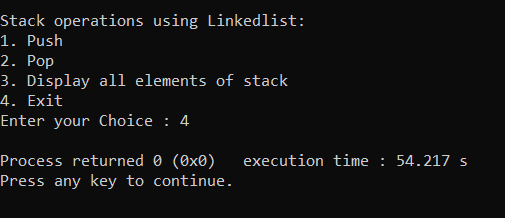 Stack operations using Linkedlist:
1. Push
2. Pop
3. Display all elements of stack
4. Exit
Enter your Choice : 4
Process returned 0 (0x0)   execution time : 54.217 s
Press any key to continue.